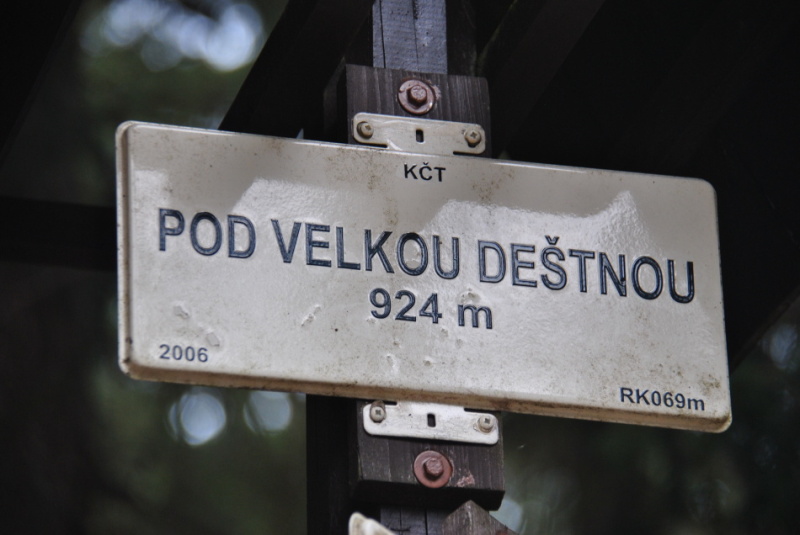 KČT
POD VELKOU DEŠTNOU
924 m
2006
RK069m